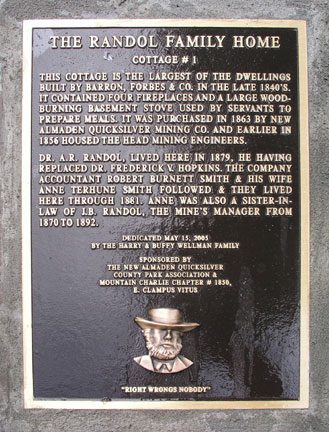 THE RANDOL FAMILY HOME
COTTAGE # 1
THIS COTTAGE IS THE LARGEST OF THE DWELLINGS
BUILT BY BARRON, FORBES & CO. IN THE LATE 1840'S.
IT CONTAINED FOUR FIREPLACES AND A LARGE WOOD-
BURNING BASEMENT STOVE USED BY SERVANTS TO
PREPARE MEALS. IT WAS PURCHASED IN 1863 BY NEW
ALMADEN QUICKSILVER MINING CO. AND EARLIER IN
1856 HOUSED THE HEAD MINING ENGINEERS.
DR. A.R. RANDOL, LIVED HERE IN 1879, HE HAVING
REPLACED DR. FREDERICK V. HOPKINS. THE COMPANY
ACCOUNTANT ROBERT BURNETT SMITH & HIS WIFE
ANNE TERHUNE SMITH FOLLOWED & THEY LIVED
HERE THROUGH 1881. ANNE WAS ALSO A SISTER-IN-
LAW OF J.B. RANDOL, THE MINE'S MANAGER FROM
1870 TO 1892.
DEDICATED MAY 15, 2005
BY THE HARRY & BUFFY WELLMAN FAMILY
SPONSORED BY
THE NEW ALMADEN QUICKSILVER
COUNTY PARK ASSOCIATION &
MOUNTAIN CHARLIE CHAPTER # 1850,
E. CLAMPUS VITUS
"RIGHT WRONGS NOBODY"